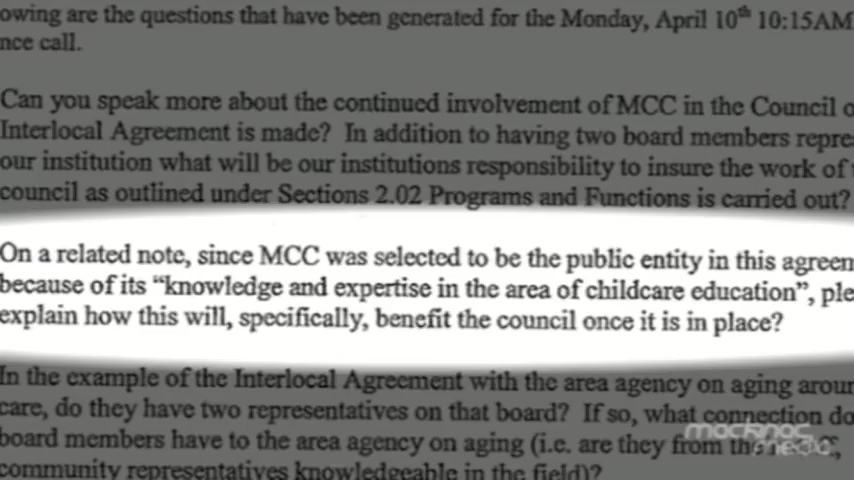 owing are the questions that have been generated for the Monday, April 10th 10:15AM
nce call.
Can you speak more about the continued involvement of MCC in the Council o
Interlocal Agreement is made? In addition to having two board members repre
our institution what will be our institutions responsibility to insure the work of
council as outlined under Sections 2.02 Programs and Functions is carried out?
On a related note, since MCC was selected to be the public entity in this agreem
because of its “knowledge and expertise in the area of childcare education”, ple
explain how this will, specifically, benefit the council once it is in place?
In the example of the Interlocal Agreement with the area agency on aging aroun
care, do they have two representatives on that board? If so, what connection do
board members have to the area agency on aging (i.e. are they from the
community representatives knowledgeable in the field)?